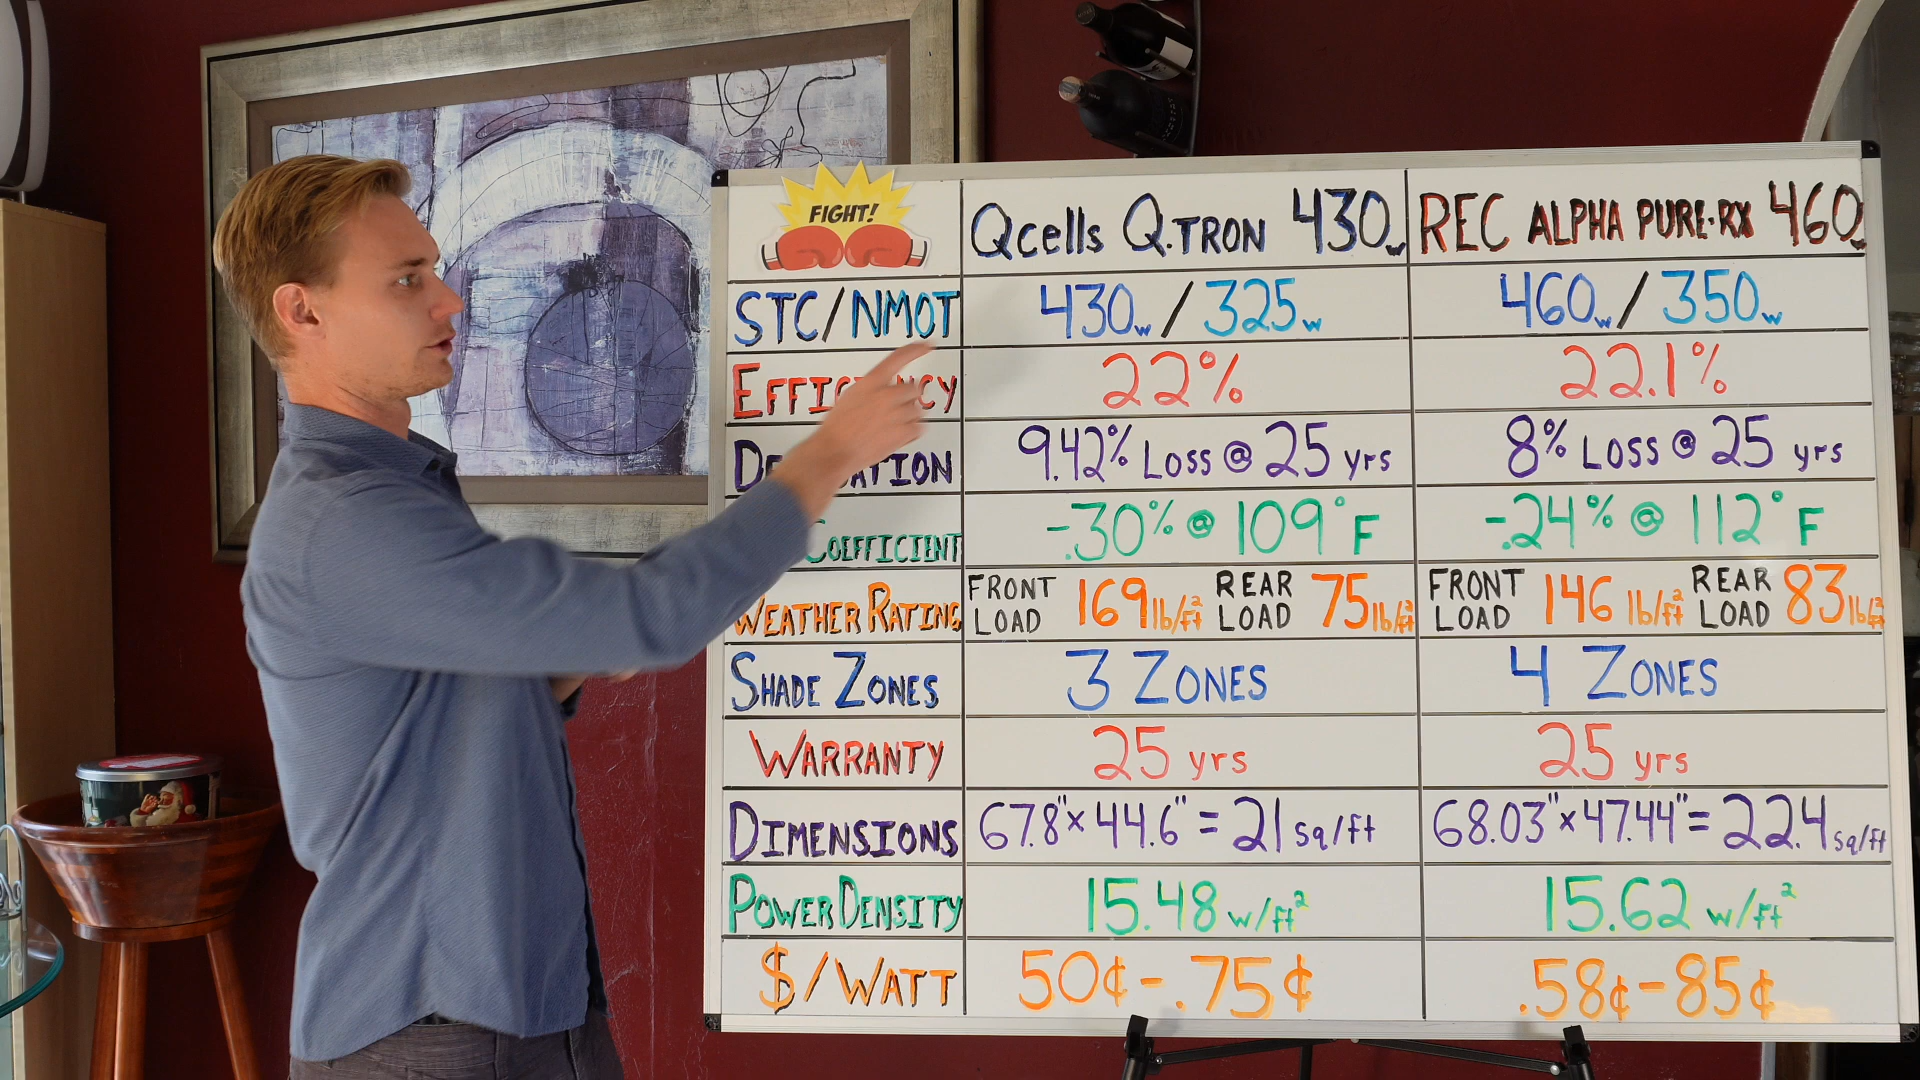 FIGHT!
Qcells Q.TRON 430w
REC ALPHA PURE-RX 460w
STC/NMOT
430w/325w
460w/350w
22%
22.1%
9.42% Loss @ 25 yrs
8% Loss @ 25 yrs
COEFFICIENT
-.30% @ 109°F
-.24% @ 112°F
WEATHER RATING
FRONT LOAD 169 lb/ft² REAR LOAD 75 lb/ft²
FRONT LOAD 146 lb/ft² REAR LOAD 83 lb/ft²
SHADE ZONES
3 ZONES
4 ZONES
WARRANTY
25 yrs
25 yrs
DIMENSIONS
67.8"x44.6"=21 sq/ft
68.03"x47.44"=22.4 sq/ft
POWER DENSITY
15.48 w/ft²
15.62 w/ft²
$/WATT
50¢-.75¢
.58¢-85¢